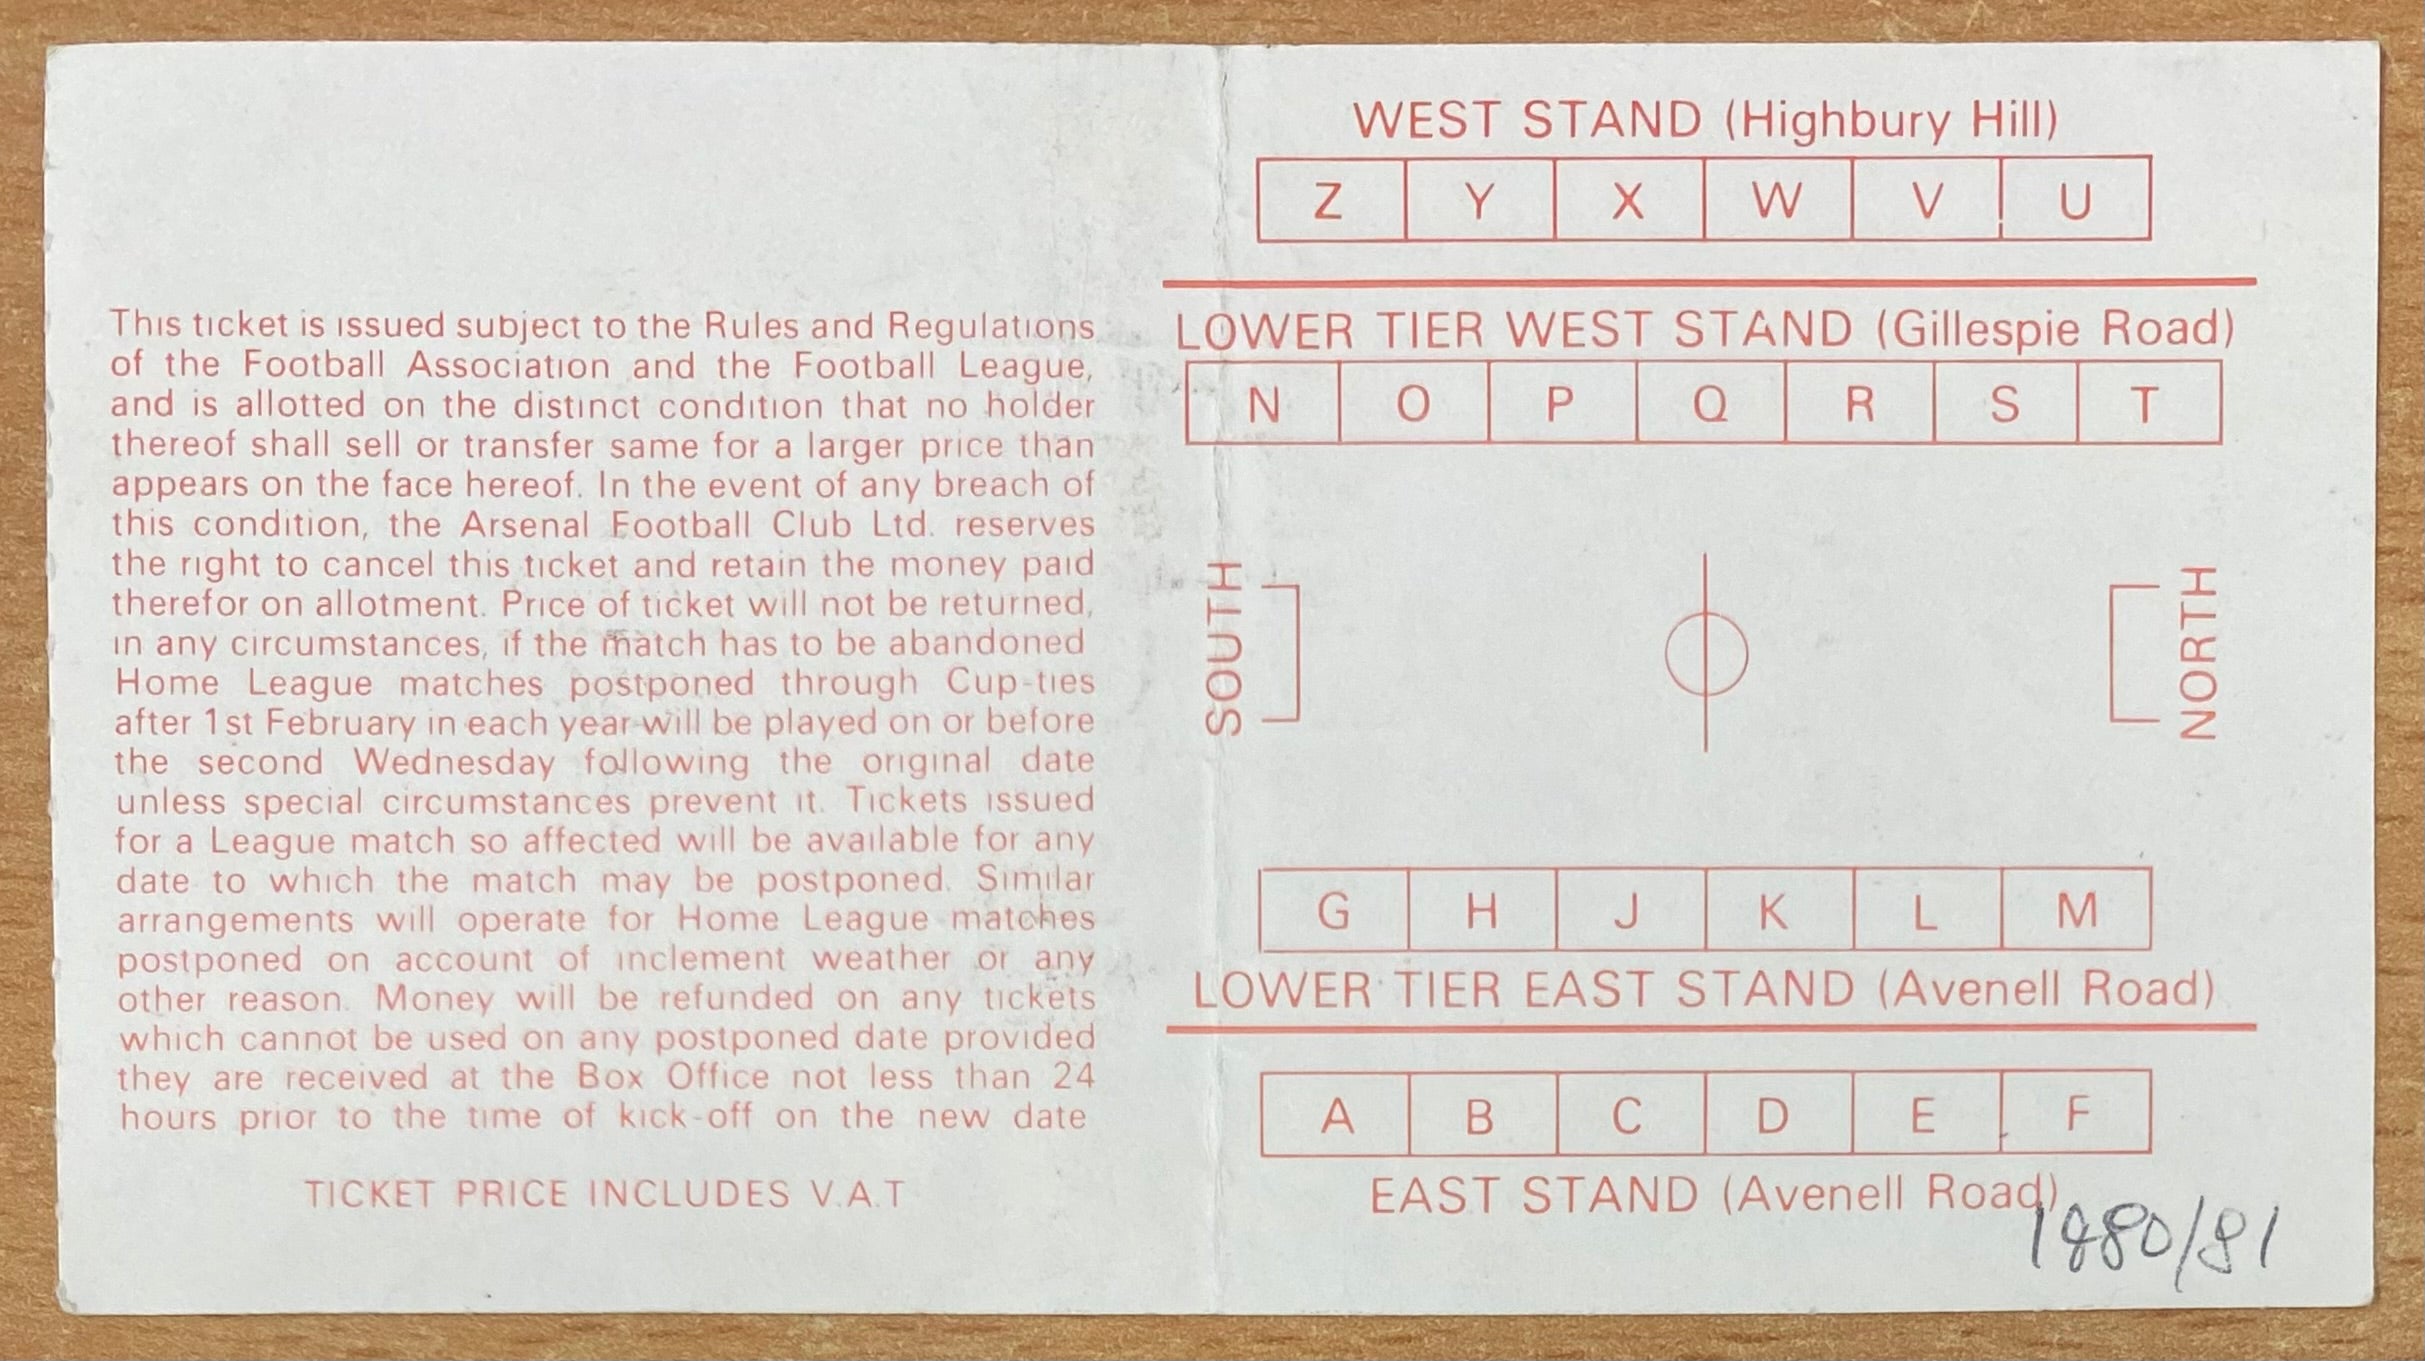 This ticket is issued subject to the Rules and Regulations
of the Football Association and the Football League,
and is allotted on the distinct condition that no holder
thereof shall sell or transfer same for a larger price than
appears on the face hereof. In the event of any breach of
this condition, the Arsenal Football Club Ltd. reserves
the right to cancel this ticket and retain the money paid
therefor on allotment. Price of ticket will not be returned,
in any circumstances, if the match has to be abandoned
Home League matches postponed through Cup-ties
after 1st February in each year will be played on or before
the second Wednesday following the original date
unless special circumstances prevent it. Tickets issued
for a League match so affected will be available for any
date to which the match may be postponed. Similar
arrangements will operate for Home League matches
postponed on account of inclement weather or any
other reason. Money will be refunded on any tickets
which cannot be used on any postponed date provided
they are received at the Box Office not less than 24
hours prior to the time of kick-off on the new date
TICKET PRICE INCLUDES V.A.T
WEST STAND (Highbury Hill)
Z Y X W V U
LOWER TIER WEST STAND (Gillespie Road)
N O P Q R S T
SOUTH
NORTH
G H J K L M
LOWER TIER EAST STAND (Avenell Road)
A B C D E F
EAST STAND (Avenell Road)
1980/81